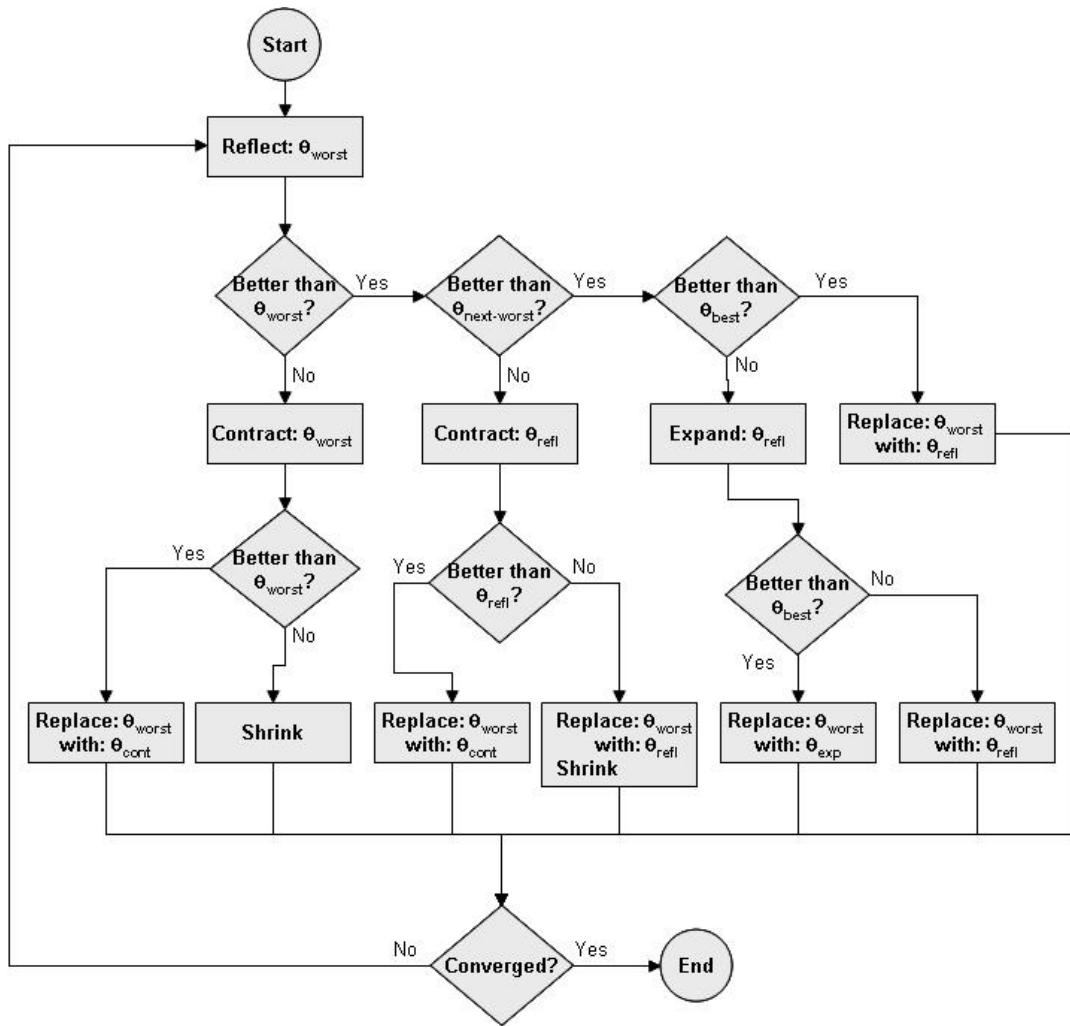 Start
Reflect: θworst
Better than
θworst?
Yes
Better than
θnext-worst?
Yes
Better than
θbest?
Yes
No
No
No
Contract: θworst
Contract: θrefl
Expand: θrefl
Replace: θworst
with: θrefl
Yes
Better than
θworst?
No
Yes
Better than
θrefl?
No
Better than
θbest?
No
Yes
Replace: θworst
with: θcont
Shrink
Replace: θworst
with: θcont
Replace: θworst
with: θrefl
Shrink
Replace: θworst
with: θexp
Replace: θworst
with: θrefl
No
Converged?
Yes
End